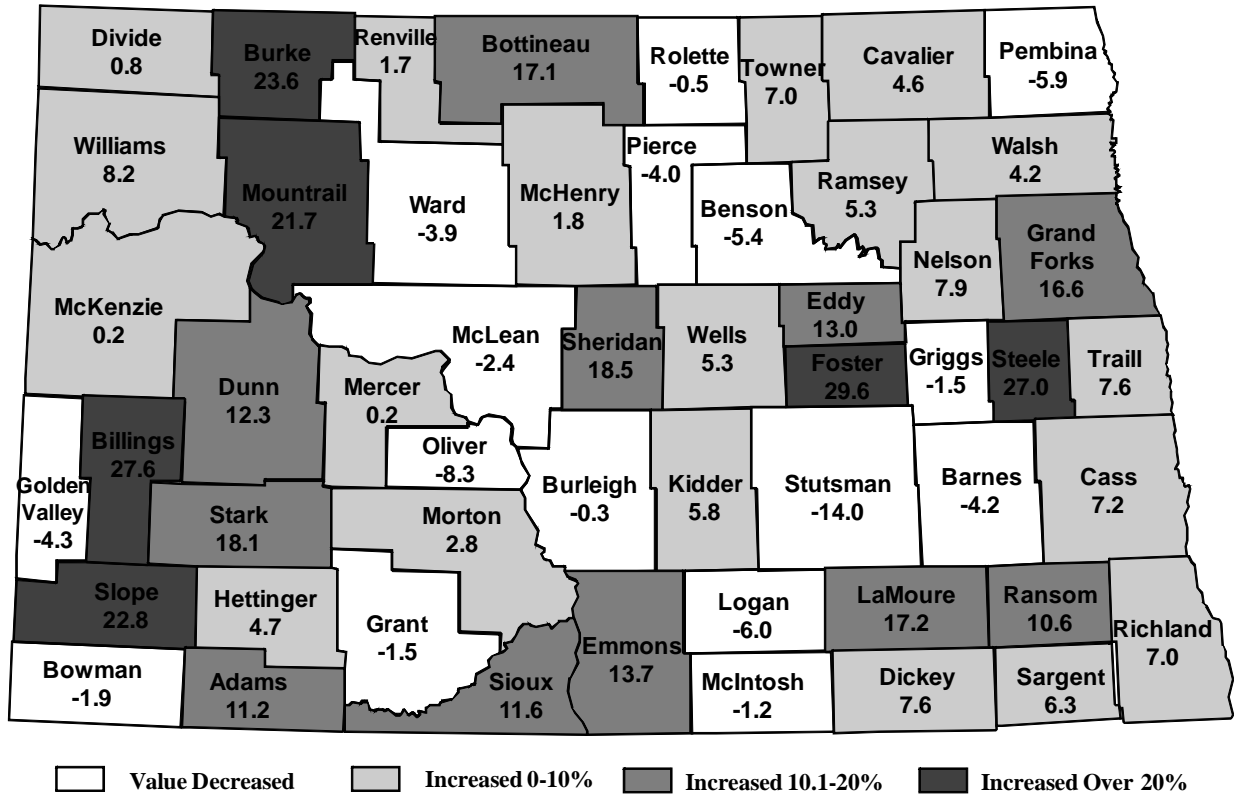 Divide
0.8
Burke
23.6
Renville
1.7
Bottineau
17.1
Rolette
-0.5
Towner
7.0
Cavalier
4.6
Pembina
-5.9
Williams
8.2
Mountrail
21.7
Ward
-3.9
McHenry
1.8
Pierce
-4.0
Benson
-5.4
Ramsey
5.3
Walsh
4.2
Nelson
7.9
Grand
Forks
16.6
McKenzie
0.2
Dunn
12.3
Mercer
0.2
McLean
-2.4
Sheridan
18.5
Wells
5.3
Eddy
13.0
Foster
29.6
Griggs
-1.5
Steele
27.0
Traill
7.6
Golden
Valley
-4.3
Billings
27.6
Stark
18.1
Oliver
-8.3
Morton
2.8
Burleigh
-0.3
Kidder
5.8
Stutsman
-14.0
Barnes
-4.2
Cass
7.2
Slope
22.8
Hettinger
4.7
Grant
-1.5
Bowman
-1.9
Adams
11.2
Sioux
11.6
Emmons
13.7
Logan
-6.0
McIntosh
-1.2
LaMoure
17.2
Dickey
7.6
Ransom
10.6
Sargent
6.3
Richland
7.0
Value Decreased
Increased 0-10%
Increased 10.1-20%
Increased Over 20%